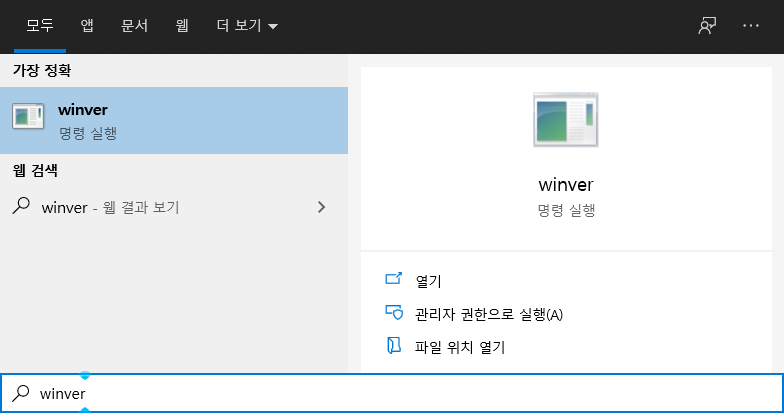 모두 앱 문서 웹 더 보기
가장 정확
winver
명령 실행
웹 검색
winver - 웹 결과 보기
winver
명령 실행
열기
관리자 권한으로 실행(A)
파일 위치 열기
winver